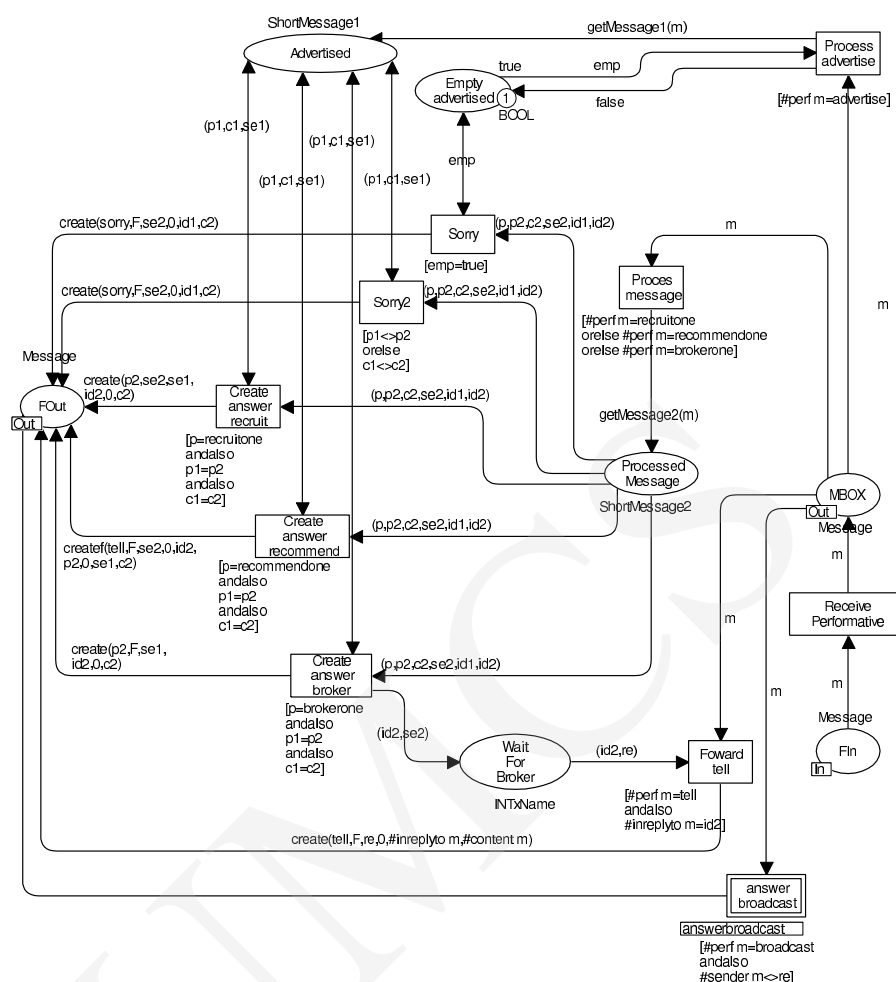 ShortMessage1
Advertised
getMessage1(m)
Process
advertise
[#perf m=advertise]
true
emp
false
Empty
advertised
1
BOOL
emp
(p1,c1,se1)
(p1,c1,se1)
(p1,c1,se1)
(p1,c1,se1)
create(sorry,F,se2,0,id1,c2)
Sorry
(p,p2,c2,se2,id1,id2)
[emp=true]
m
create(sorry,F,se2,0,id1,c2)
Sorry2
(p,p2,c2,se2,id1,id2)
[p1<>p2
orelse
c1<>c2]
Proces
message
[#perf m=recruitone
orelse #perf m=recommendone
orelse #perf m=brokerone]
m
Message
FOut
Out
create(p2,se2,se1,
id2,0,c2)
Create
answer
recruit
(p,p2,c2,se2,id1,id2)
[p=recruitone
andalso
p1=p2
andalso
c1=c2]
getMessage2(m)
Processed
Message
ShortMessage2
MBOX
Out
Message
m
createf(tell,F,se2,0,id2,
p2,0,se1,c2)
Create
answer
recommend
(p,p2,c2,se2,id1,id2)
[p=recommendone
andalso
p1=p2
andalso
c1=c2]
Receive
Performative
m
m
m
create(p2,F,se1,
id2,0,c2)
Create
answer
broker
(p,p2,c2,se2,id1,id2)
[p=brokerone
andalso
p1=p2
andalso
c1=c2]
(id2,se2)
Wait
For
Broker
INTxName
(id2,re)
Foward
tell
[#perf m=tell
andalso
#inreplyto m=id2]
Message
FIn
In
create(tell,F,re,0,#inreplyto m,#content m)
answer
broadcast
answerbroadcast
[#perf m=broadcast
andalso
#sender m<>re]
UMCS